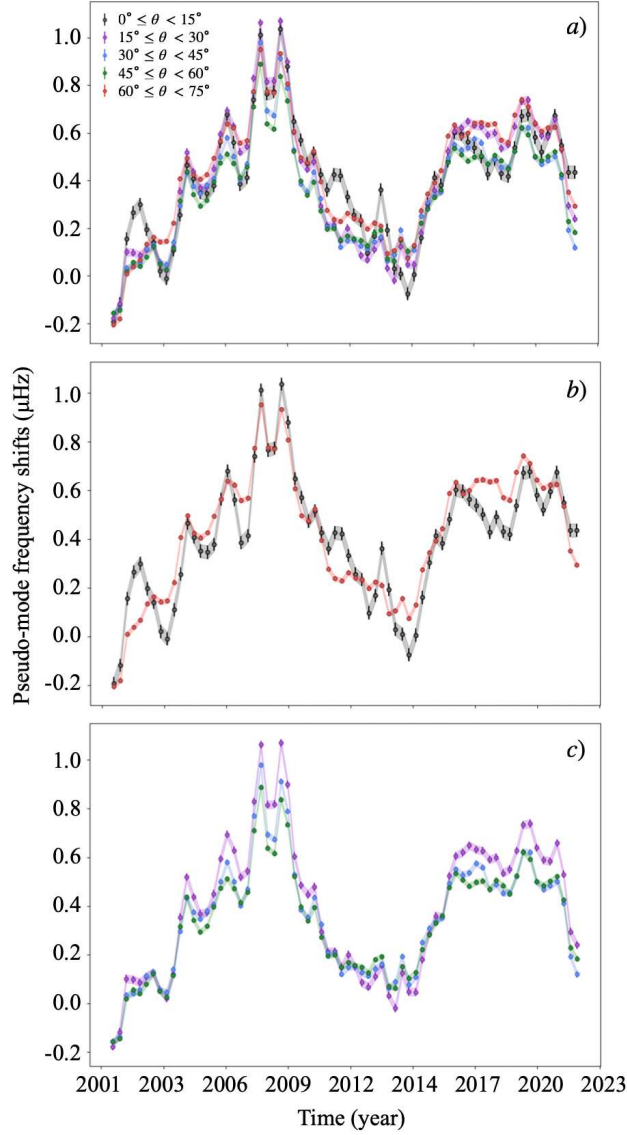 0° ≤ θ < 15°
15° ≤ θ < 30°
30° ≤ θ < 45°
45° ≤ θ < 60°
60° ≤ θ < 75°
a)
1.0
0.8
0.6
0.4
0.2
0.0
-0.2
b)
1.0
0.8
0.6
0.4
0.2
0.0
-0.2
Pseudo-mode frequency shifts (μHz)
c)
1.0
0.8
0.6
0.4
0.2
0.0
-0.2
2001 2003 2006 2009 2012 2014 2017 2020 2023
Time (year)